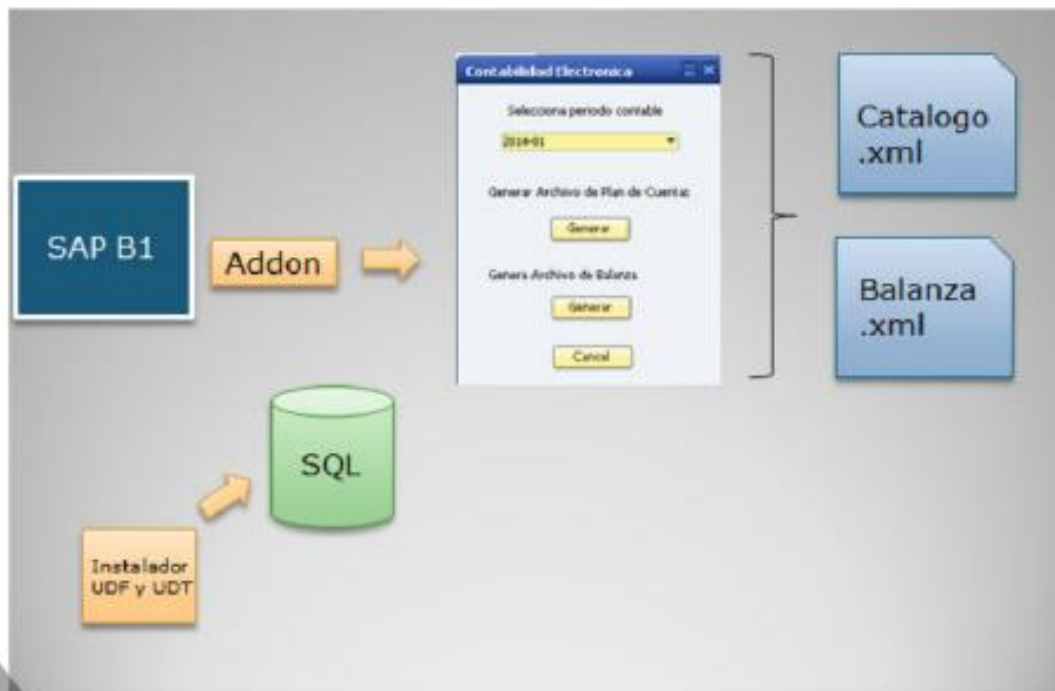 SAP B1
Addon
Contabilidad Electronica
Selecciona periodo contable
2014-01
Generar Archivo de Plan de Cuentas
Generar
Genera Archivo de Balanza
Generar
Cancel
Catalogo
.xml
Balanza
.xml
SQL
Instalador
UDF y UDT